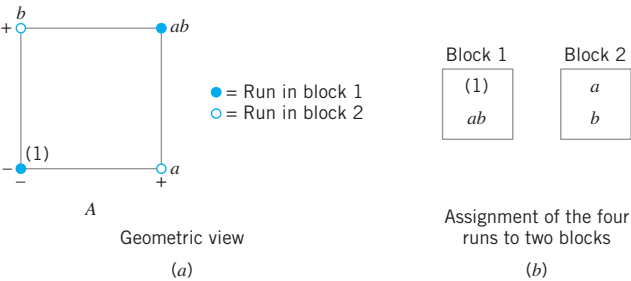 b
+
ab
= Run in block 1
= Run in block 2
(1)
–
a
–
+
A
Geometric view
(a)
Block 1
Block 2
(1)
ab
a
b
Assignment of the four
runs to two blocks
(b)